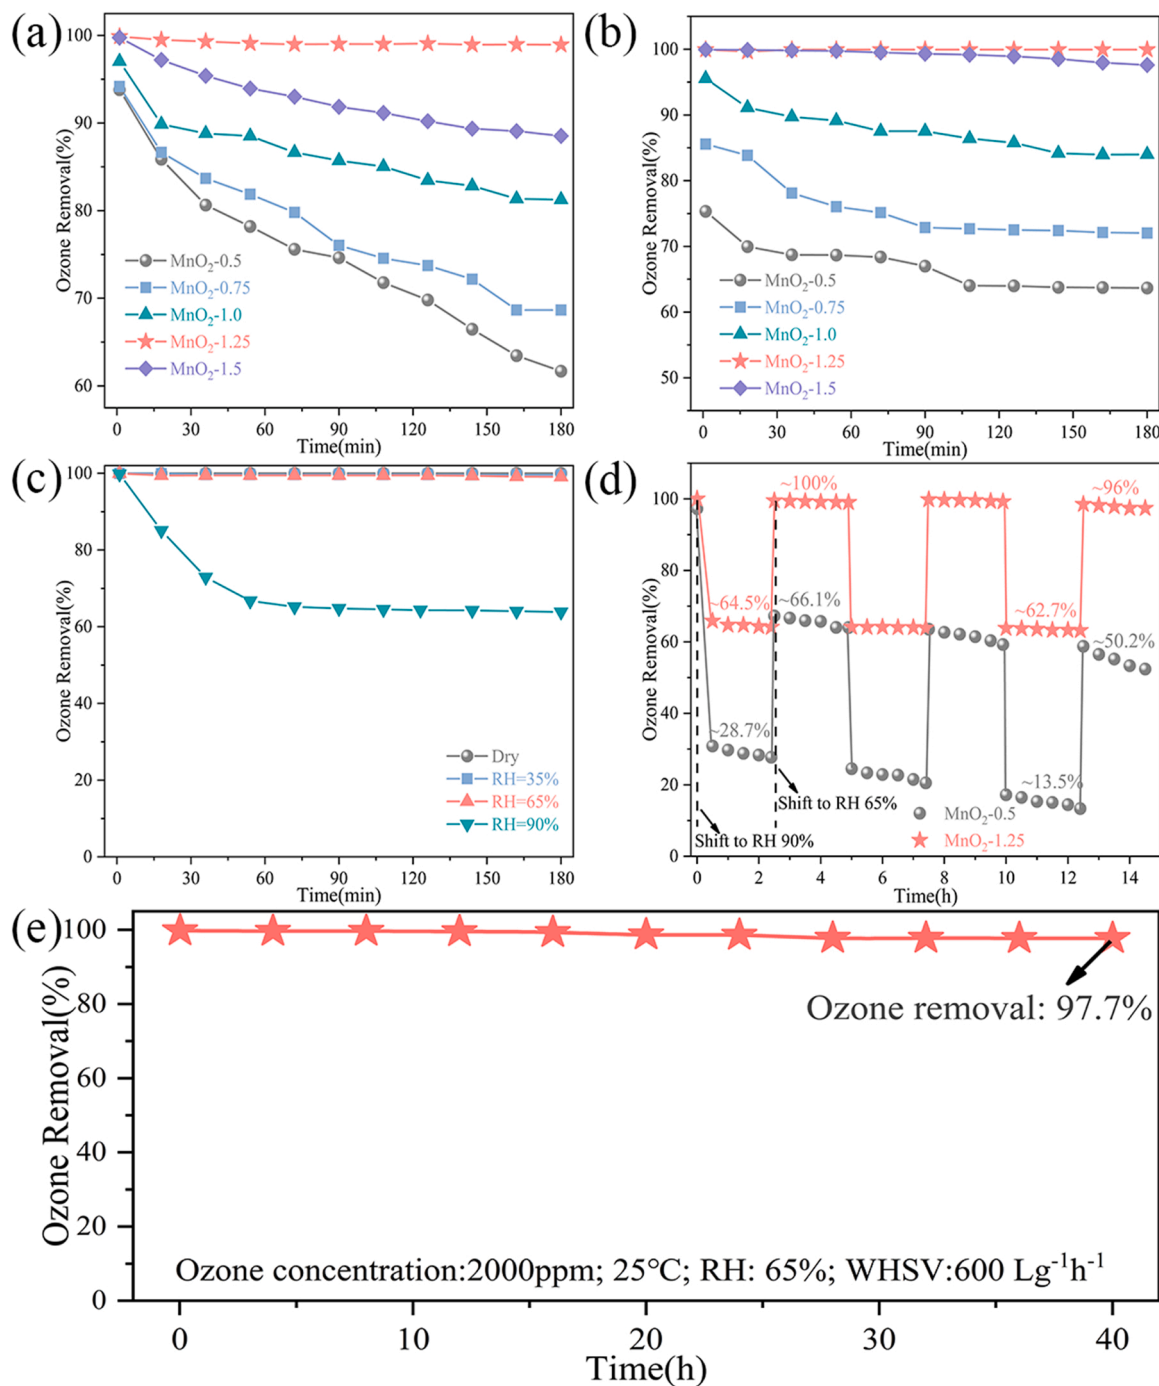 (a)
Ozone Removal(%)
100
90
80
70
60
MnO₂-0.5
MnO₂-0.75
MnO₂-1.0
MnO₂-1.25
MnO₂-1.5
0 30 60 90 120 150 180
Time(min)
(b)
Ozone Removal(%)
100
90
80
70
60
50
MnO₂-0.5
MnO₂-0.75
MnO₂-1.0
MnO₂-1.25
MnO₂-1.5
0 30 60 90 120 150 180
Time(min)
(c)
Ozone Removal(%)
100
80
60
40
20
0
Dry
RH=35%
RH=65%
RH=90%
0 30 60 90 120 150 180
Time(min)
(d)
Ozone Removal(%)
100
80
60
40
20
0
~100%
~96%
~64.5%
~66.1%
~62.7%
~50.2%
~28.7%
~13.5%
Shift to RH 65%
Shift to RH 90%
MnO₂-0.5
MnO₂-1.25
0 2 4 6 8 10 12 14
Time(h)
(e)
Ozone Removal(%)
100
80
60
40
20
0
Ozone removal: 97.7%
Ozone concentration:2000ppm; 25°C; RH: 65%; WHSV:600 Lg⁻¹h⁻¹
0 10 20 30 40
Time(h)